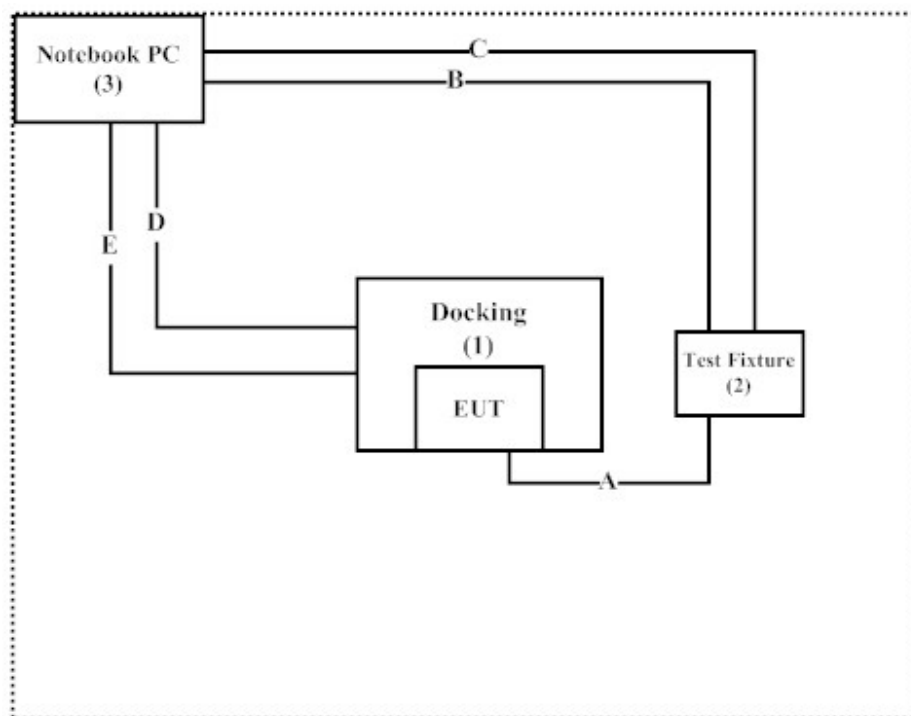 Notebook PC
(3)
C
B
D
E
Docking
(1)
EUT
Test Fixture
(2)
A